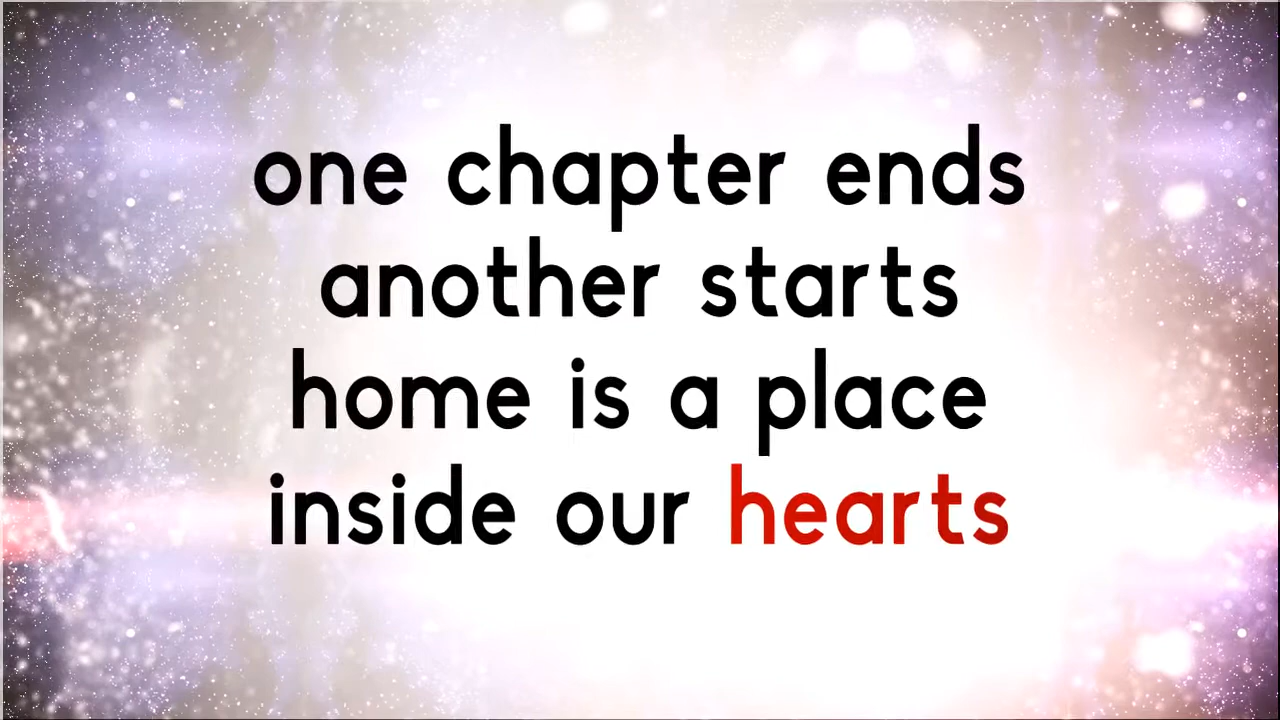 one chapter ends
another starts
home is a place
inside our hearts